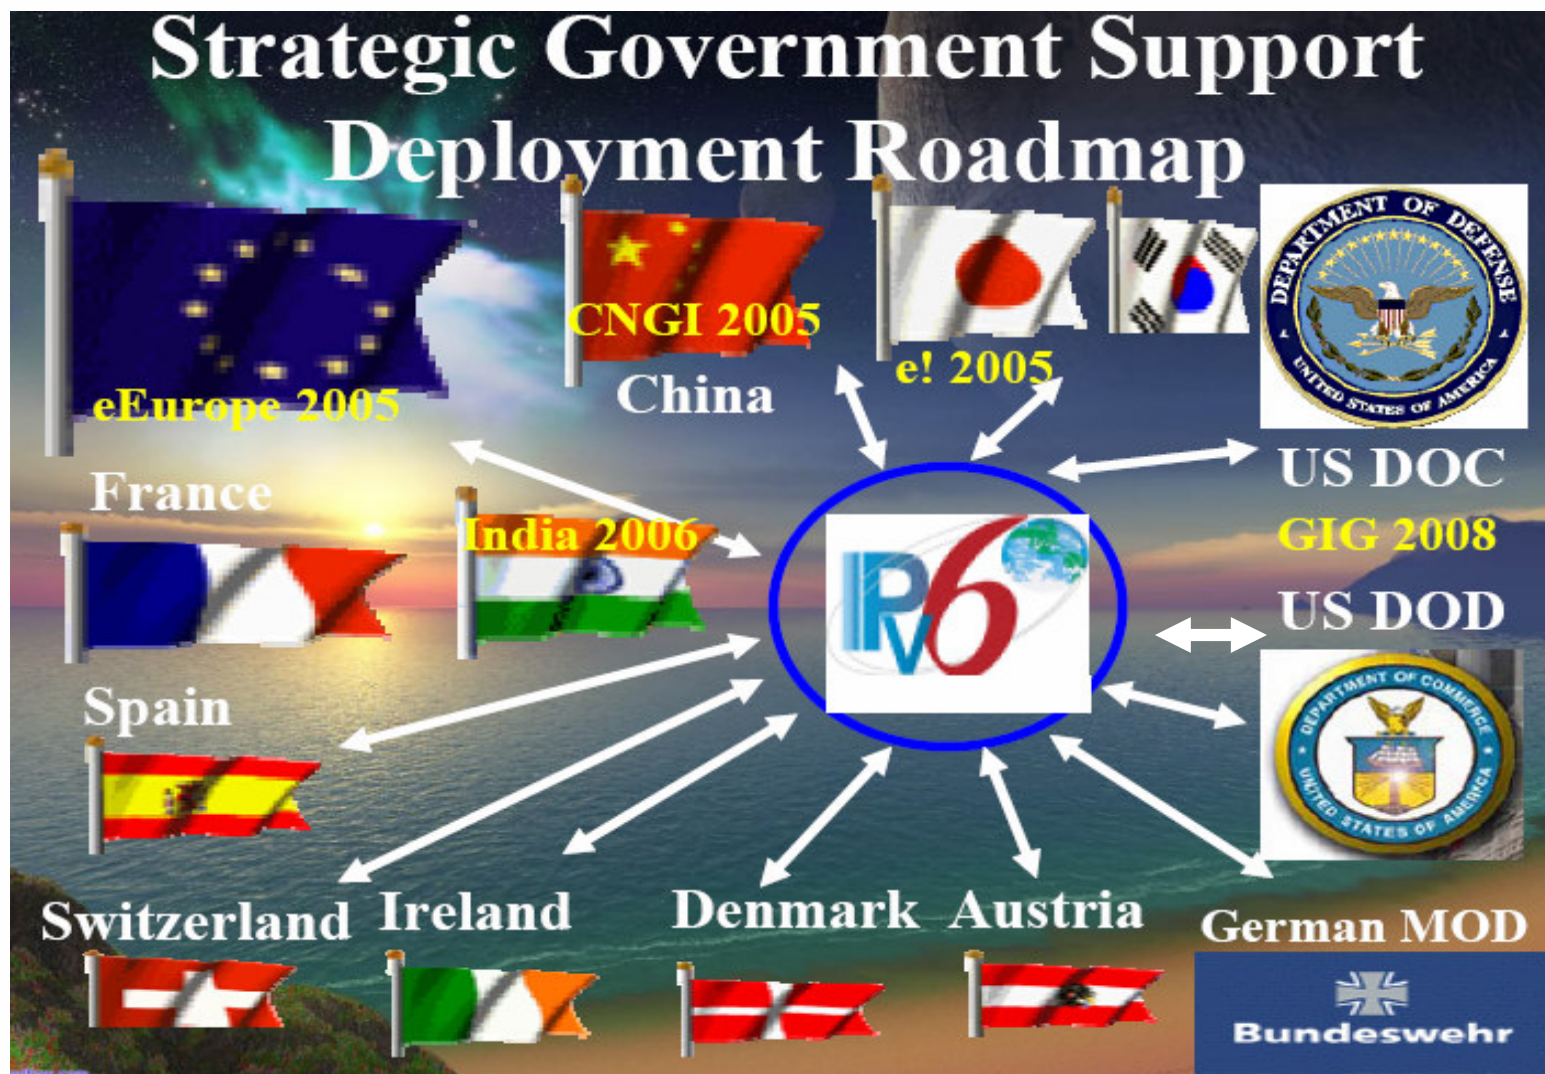 Strategic Government Support
Deployment Roadmap
DEPARTMENT OF DEFENSE
UNITED STATES OF AMERICA
CNGI 2005
e! 2005
China
eEurope 2005
US DOC
France
India 2006
GIG 2008
IPv6
US DOD
DEPARTMENT OF COMMERCE
UNITED STATES OF AMERICA
Spain
Switzerland
Ireland
Denmark
Austria
German MOD
Bundeswehr